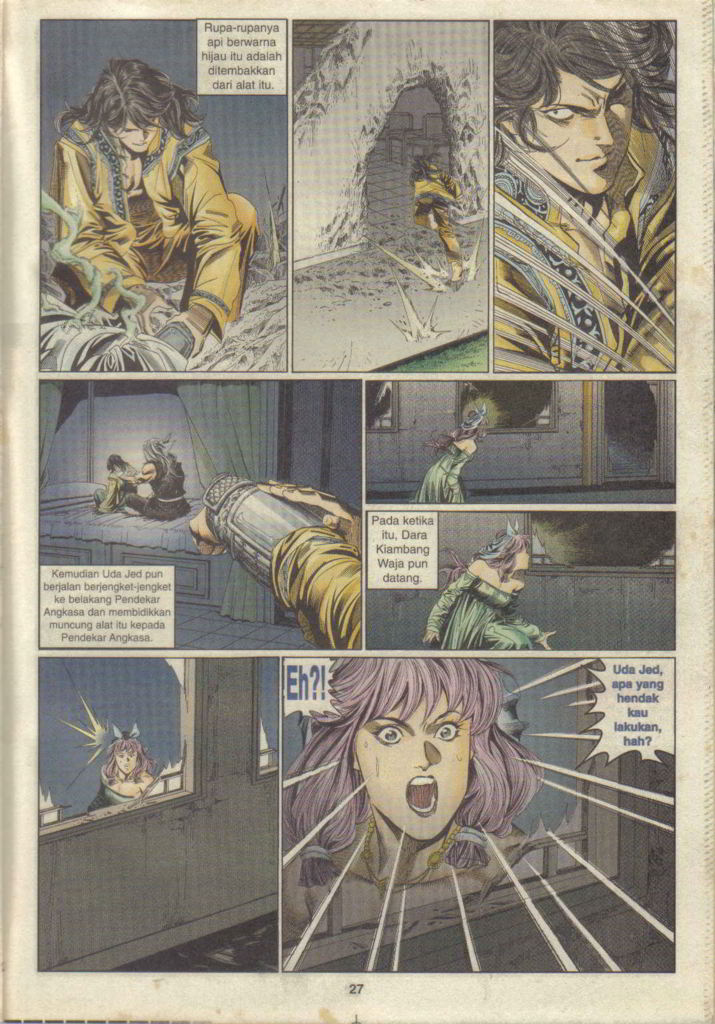 Rupa-rupanya
api berwarna
hijau itu adalah
ditembakkan
dari alat itu.
Kemudian Uda Jed pun
berjalan berjengket-jengket
ke belakang Pendekar
Angkasa dan membidikkan
muncung alat itu kepada
Pendekar Angkasa.
Pada ketika
itu, Dara
Kiambang
Waja pun
datang.
Eh?!
Uda Jed,
apa yang
hendak
kau
lakukan,
hah?
27